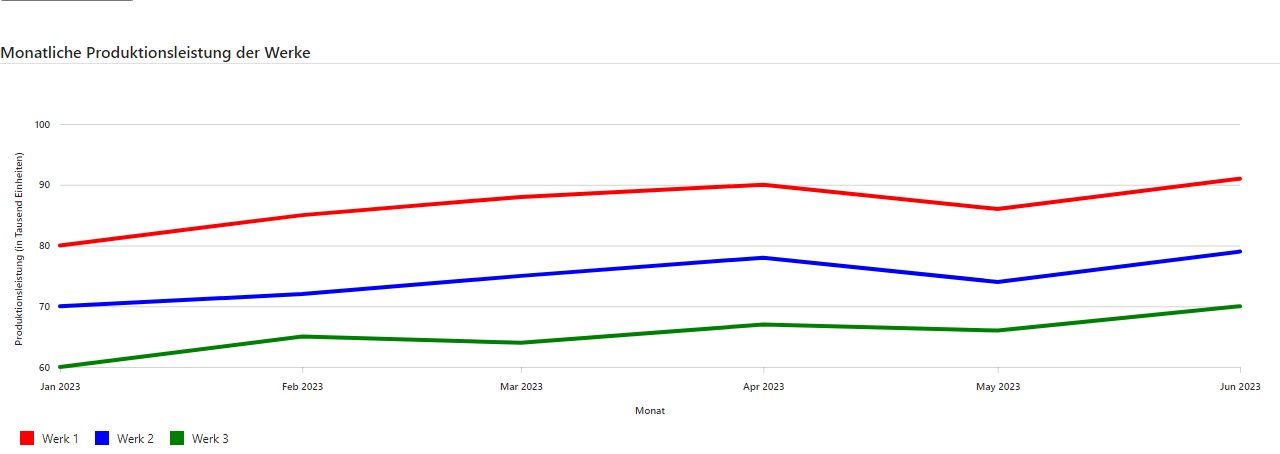 Monatliche Produktionsleistung der Werke
Produktionsleistung (in Tausend Einheiten)
100
90
80
70
60
Jan 2023 Feb 2023 Mar 2023 Apr 2023 May 2023 Jun 2023
Monat
Werk 1 Werk 2 Werk 3